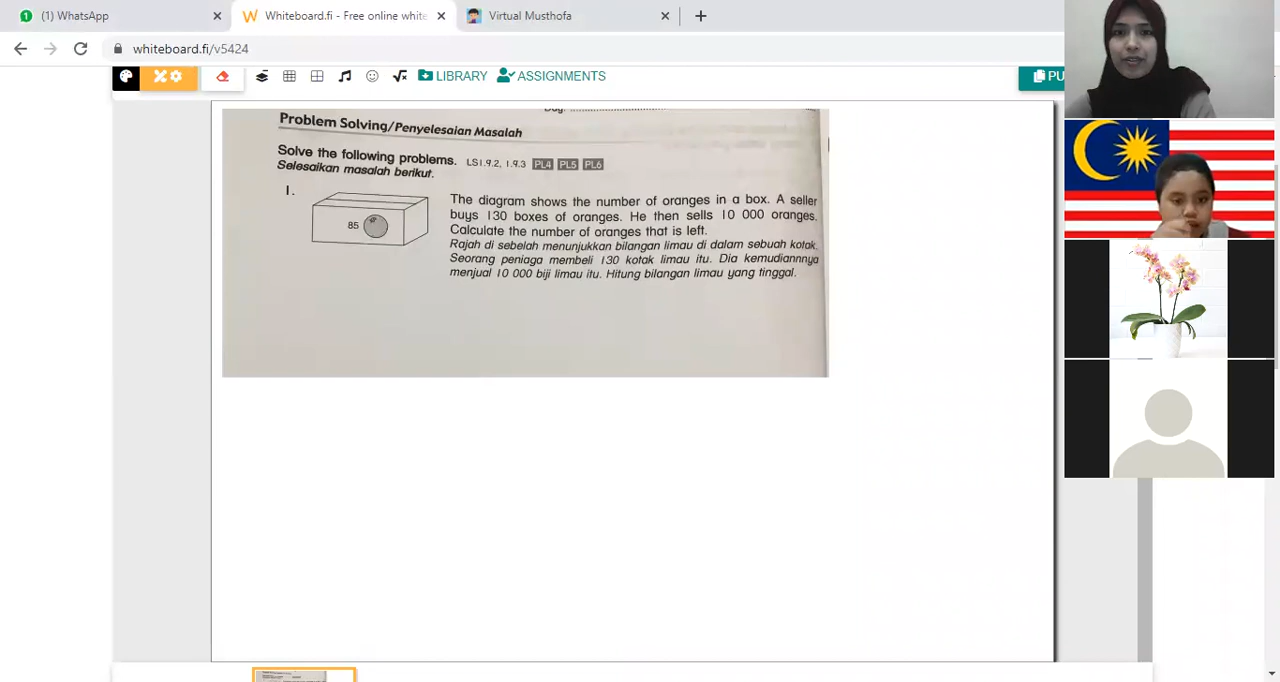 (1) WhatsApp
Whiteboard.fi - Free online white
Virtual Musthofa
whiteboard.fi/v5424
LIBRARY
ASSIGNMENTS
PU
Problem Solving/Penyelesaian Masalah
Solve the following problems. LS1.9.2, 1.9.3 PL4 PL5 PL6
Selesaikan masalah berikut.
1.
85
The diagram shows the number of oranges in a box. A seller
buys 130 boxes of oranges. He then sells 10 000 oranges.
Calculate the number of oranges that is left.
Rajah di sebelah menunjukkan bilangan limau di dalam sebuah kotak.
Seorang peniaga membeli 130 kotak limau itu. Dia kemudiannnya
menjual 10 000 biji limau itu. Hitung bilangan limau yang tinggal.